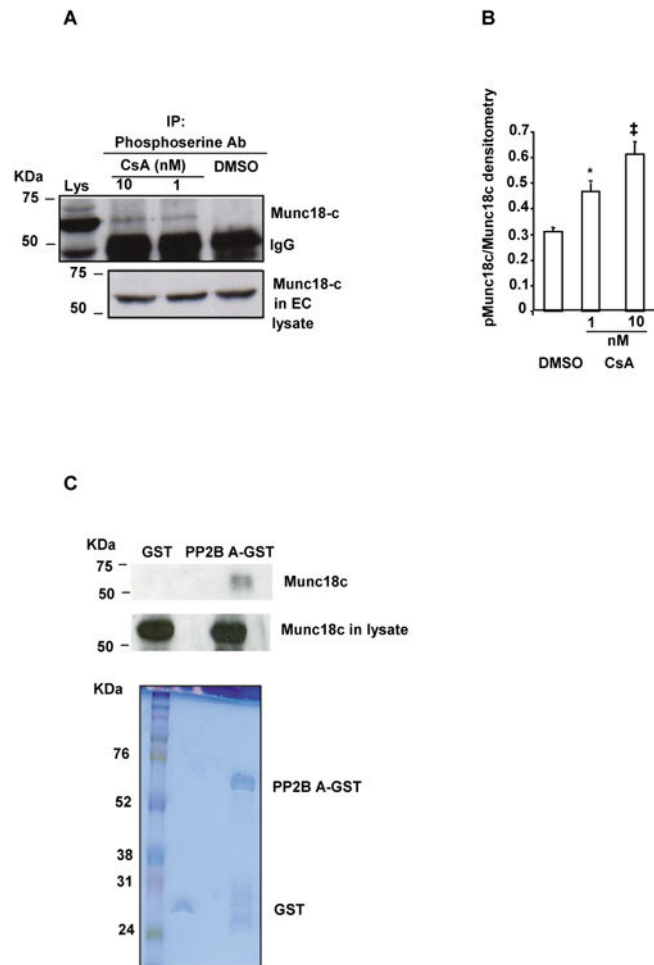 A
IP:
Phosphoserine Ab
CsA (nM) DMSO
KDa Lys 10 1
75
Munc18-c
50 IgG
75
Munc18-c
in EC
lysate
50
B
pMunc18c/Munc18c densitometry
0.7
0.6
0.5
0.4
0.3
0.2
0.1
0
*
‡
1 10
nM
DMSO CsA
C
KDa GST PP2B A-GST
75
Munc18c
50
Munc18c in lysate
50
KDa
76
PP2B A-GST
52
38
31
GST
24